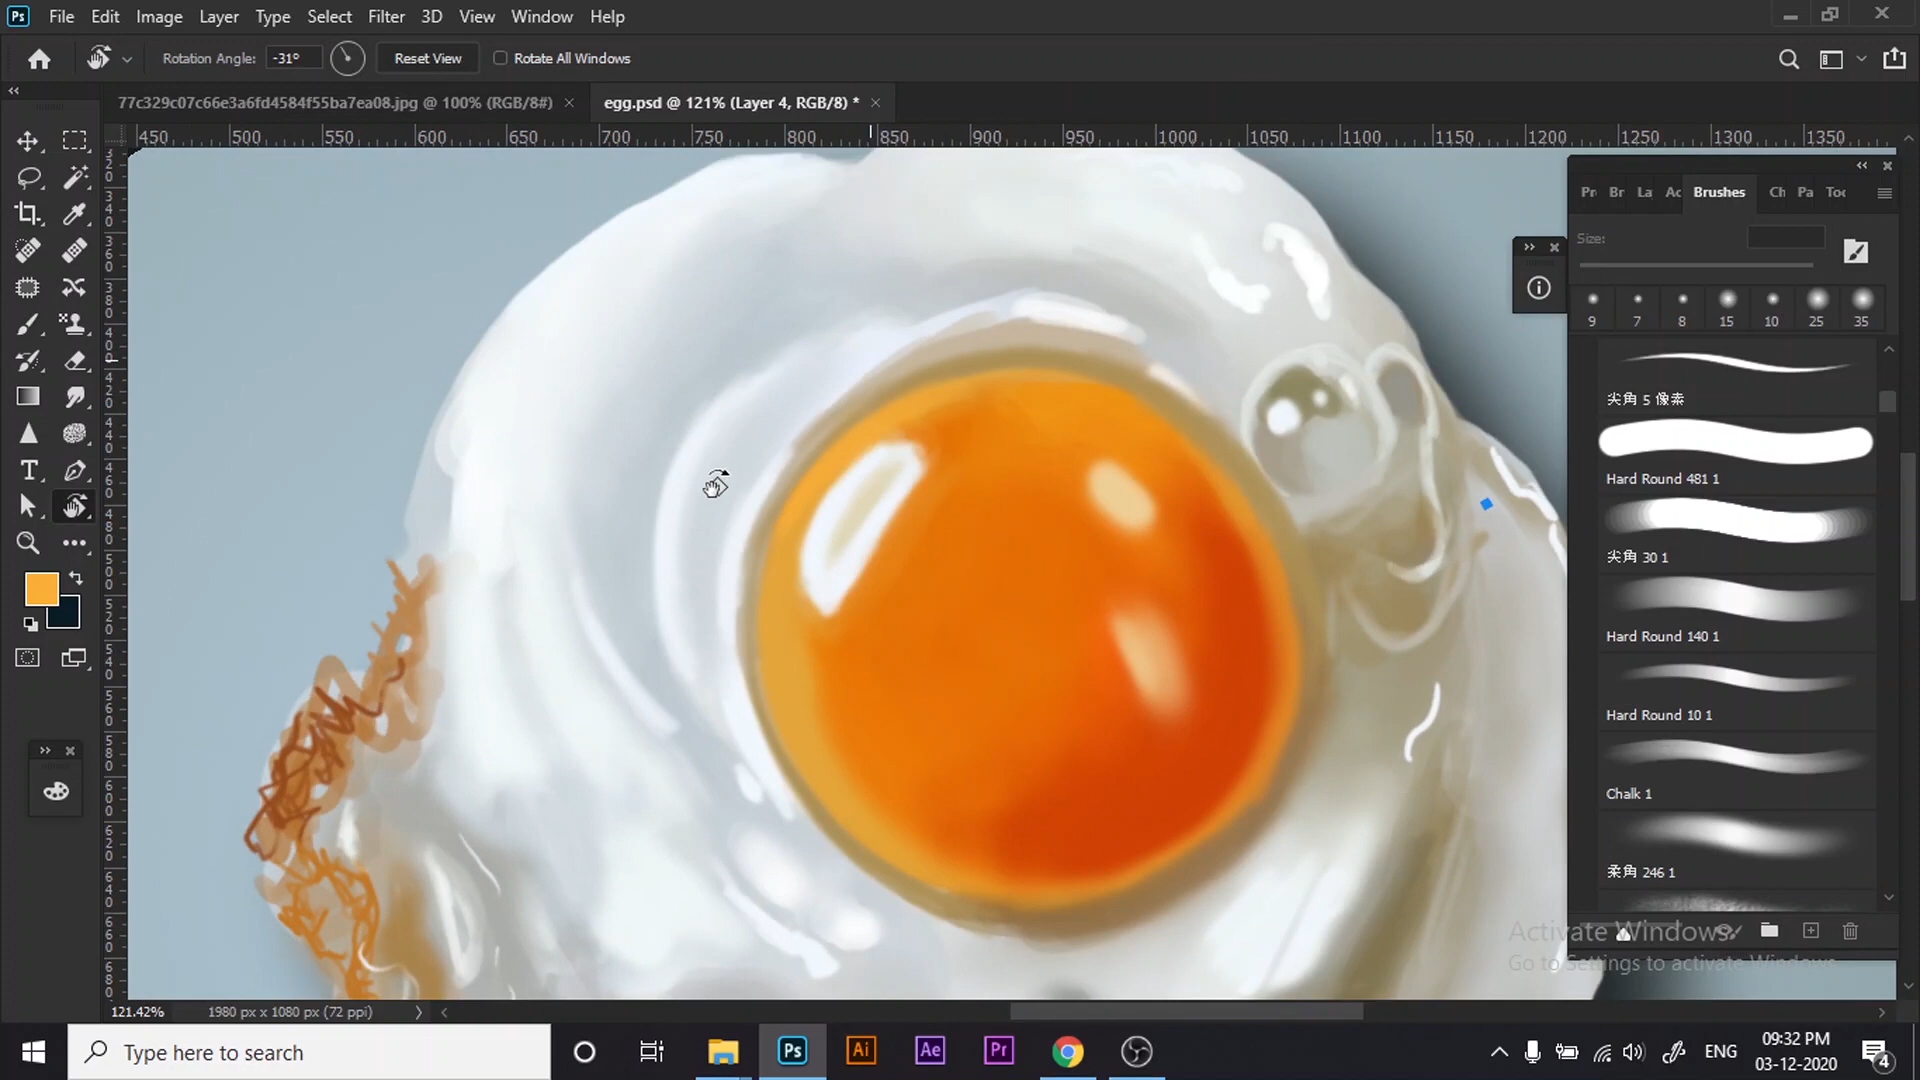 Ps File Edit Image Layer Type Select Filter 3D View Window Help
Rotation Angle: -31° Reset View Rotate All Windows
77c329c07c66e3a6fd4584f55ba7ea08.jpg @ 100% (RGB/8#) × egg.psd @ 121% (Layer 4, RGB/8) * ×
450 500 550 600 650 700 750 800 850 900 950 1000 1050 1100 1150 1200 1250 1300 1350
Pr Br La Ac Brushes Ch Pa Toc
Size:
9 7 8 15 10 25 35
尖角 5 像素
Hard Round 481 1
尖角 30 1
Hard Round 140 1
Hard Round 10 1
Chalk 1
柔角 246 1
Activate Windows
Go to Settings to activate Windows.
121.42% 1980 px x 1080 px (72 ppi)
Type here to search
Ps Ai Ae Pr
ENG
09:32 PM
03-12-2020
4